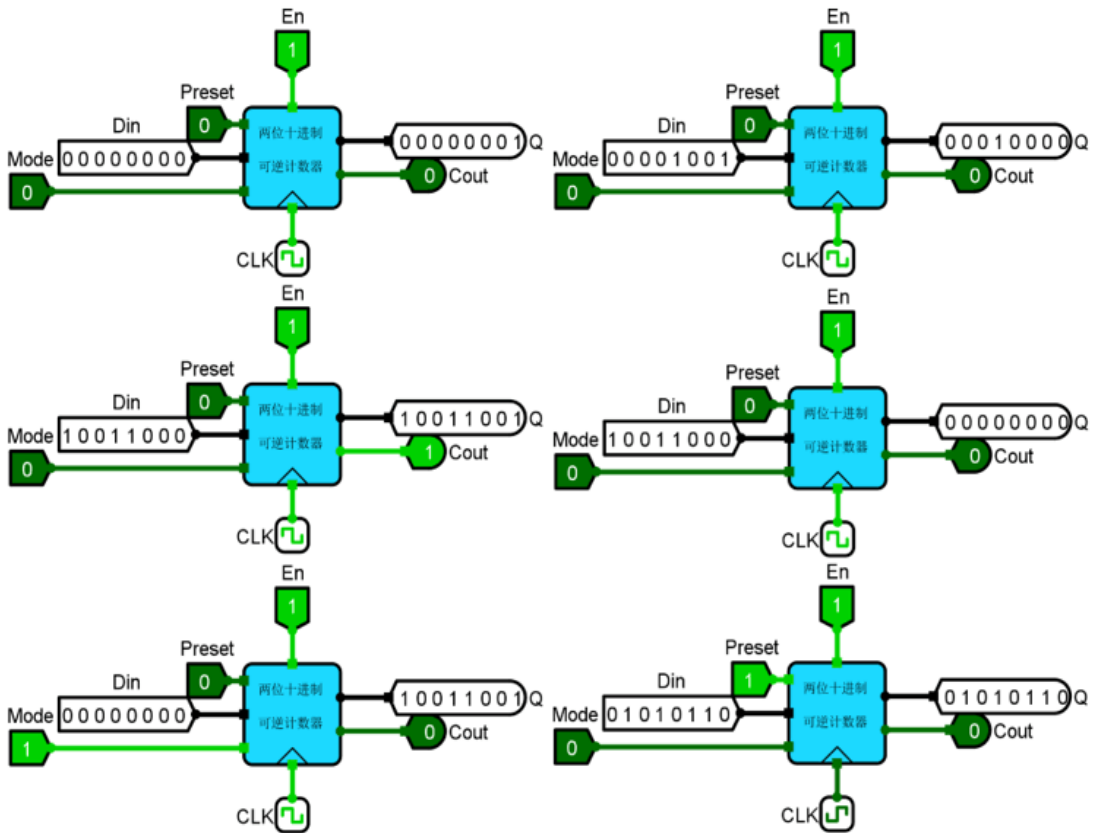 En
1
Preset
0
两位十进制
Din
00000000
00000001 Q
Mode
可逆计数器
0
0 Cout
CLK
En
1
Preset
0
两位十进制
Din
00001001
00010000 Q
Mode
可逆计数器
0
0 Cout
CLK
En
1
Preset
0
两位十进制
Din
10011000
10011001 Q
Mode
可逆计数器
0
1 Cout
CLK
En
1
Preset
0
两位十进制
Din
10011000
00000000 Q
Mode
可逆计数器
0
0 Cout
CLK
En
1
Preset
0
两位十进制
Din
00000000
10011001 Q
Mode
可逆计数器
1
0 Cout
CLK
En
1
Preset
1
两位十进制
Din
01010110
01010110 Q
Mode
可逆计数器
0
0 Cout
CLK